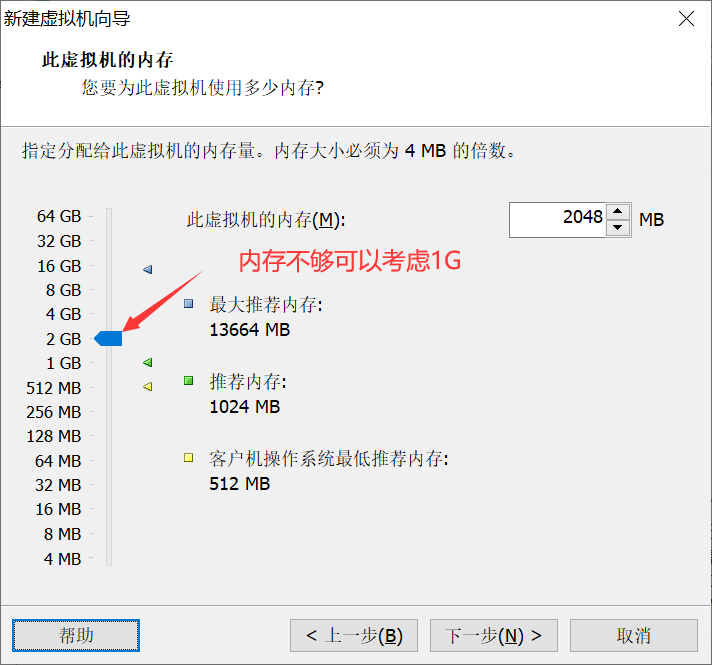 新建虚拟机向导
此虚拟机的内存
您要为此虚拟机使用多少内存?
指定分配给此虚拟机的内存量。内存大小必须为 4 MB 的倍数。
64 GB
32 GB
16 GB
8 GB
4 GB
2 GB
1 GB
512 MB
256 MB
128 MB
64 MB
32 MB
16 MB
8 MB
4 MB
此虚拟机的内存(M):
2048 MB
内存不够可以考虑1G
最大推荐内存:
13664 MB
推荐内存:
1024 MB
客户机操作系统最低推荐内存:
512 MB
帮助
< 上一步(B)
下一步(N) >
取消